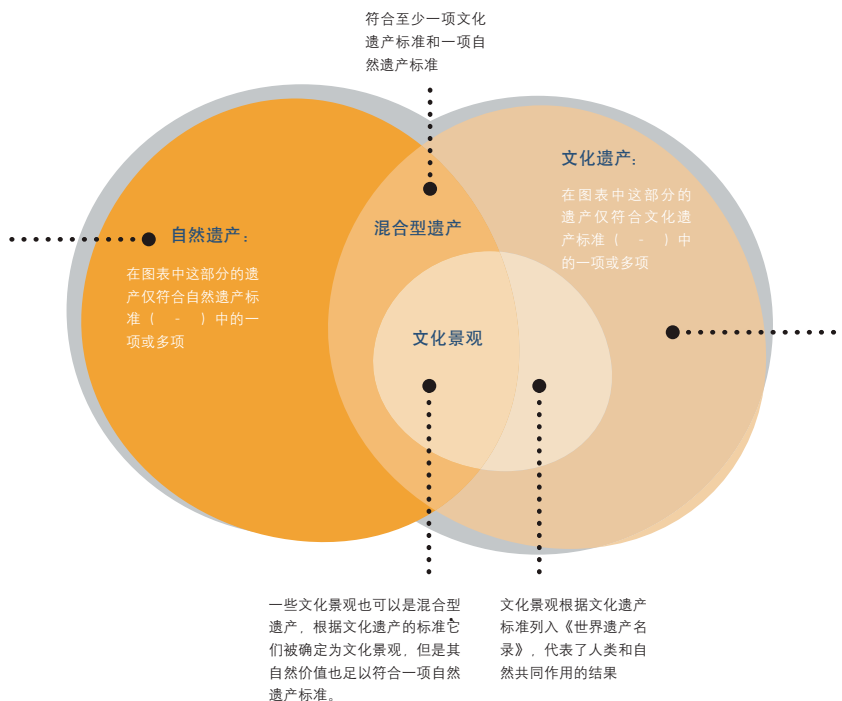 符合至少一项文化
遗产标准和一项自
然遗产标准
文化遗产：
在图表中这部分的
遗产仅符合文化遗
产标准（ - ）中
的一项或多项
混合型遗产
自然遗产：
在图表中这部分的遗
产仅符合自然遗产标
准（ - ）中的一
项或多项
文化景观
一些文化景观也可以是混合型
遗产，根据文化遗产的标准它
们被确定为文化景观，但是其
自然价值也足以符合一项自然
遗产标准。
文化景观根据文化遗产
标准列入《世界遗产名
录》，代表了人类和自
然共同作用的结果